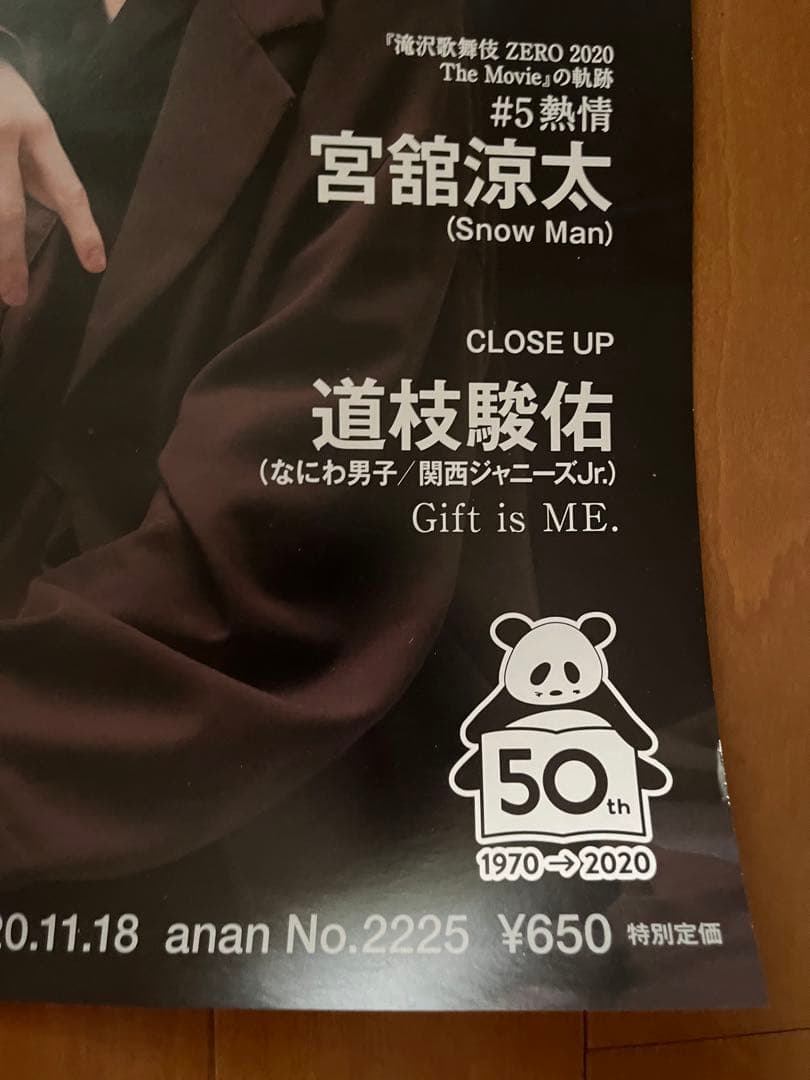 『滝沢歌舞伎 ZERO 2020
The Movie』の軌跡
#5 熱情
宮舘涼太
(Snow Man)
CLOSE UP
道枝駿佑
(なにわ男子/関西ジャニーズJr.)
Gift is ME.
50th
1970→2020
20.11.18 anan No.2225 ¥650 特別定価